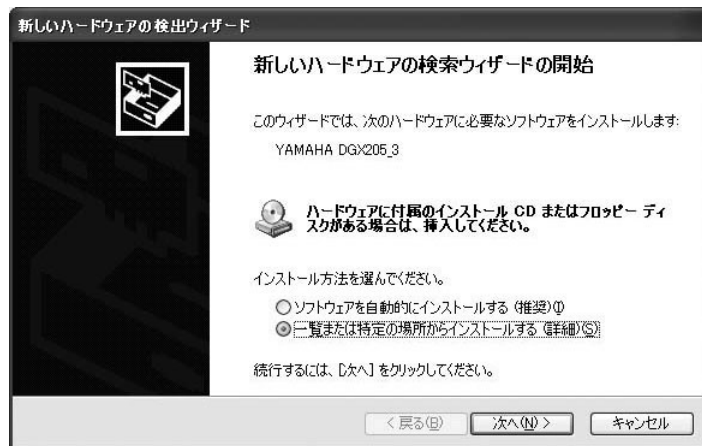 新しいハードウェアの検出ウィザード
新しいハードウェアの検索ウィザードの開始
このウィザードでは、次のハードウェアに必要なソフトウェアをインストールします:
YAMAHA DGX205_3
ハードウェアに付属のインストール CD またはフロッピー ディ
スクがある場合は、挿入してください。
インストール方法を選んでください。
ソフトウェアを自動的にインストールする (推奨)(I)
一覧または特定の場所からインストールする (詳細)(S)
続行するには、[次へ] をクリックしてください。
< 戻る(B)
次へ(N) >
キャンセル